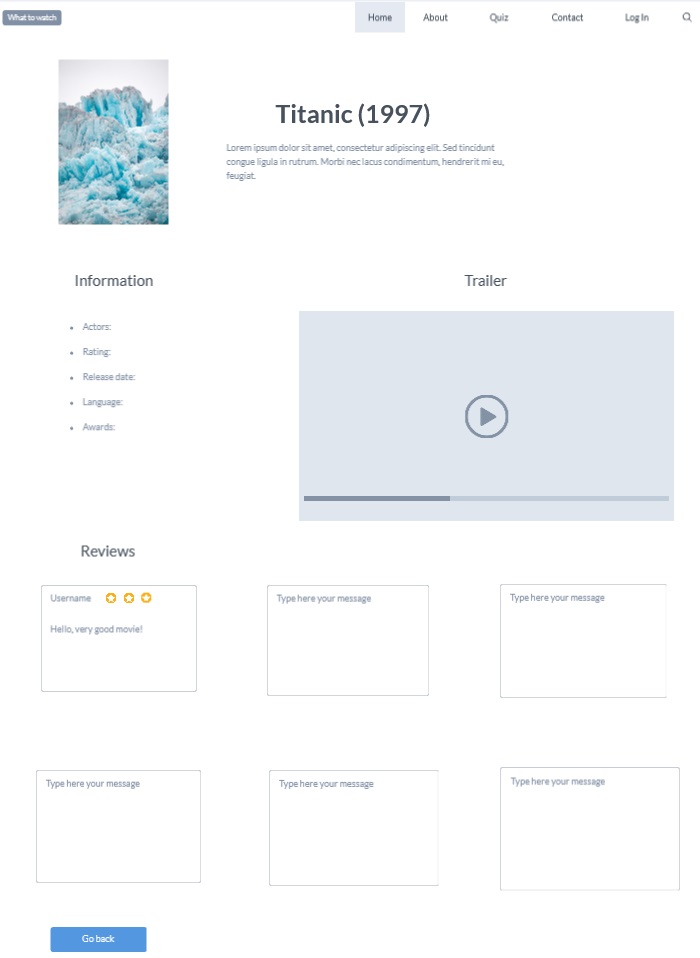 What to watch
Home
About
Quiz
Contact
Log In
Titanic (1997)
Lorem ipsum dolor sit amet, consectetur adipiscing elit. Sed tincidunt
congue ligula in rutrum. Morbi nec lacus condimentum, hendrerit mi eu,
feugiat.
Information
Trailer
Actors:
Rating:
Release date:
Language:
Awards:
Reviews
Username
Hello, very good movie!
Type here your message
Type here your message
Type here your message
Type here your message
Type here your message
Go back